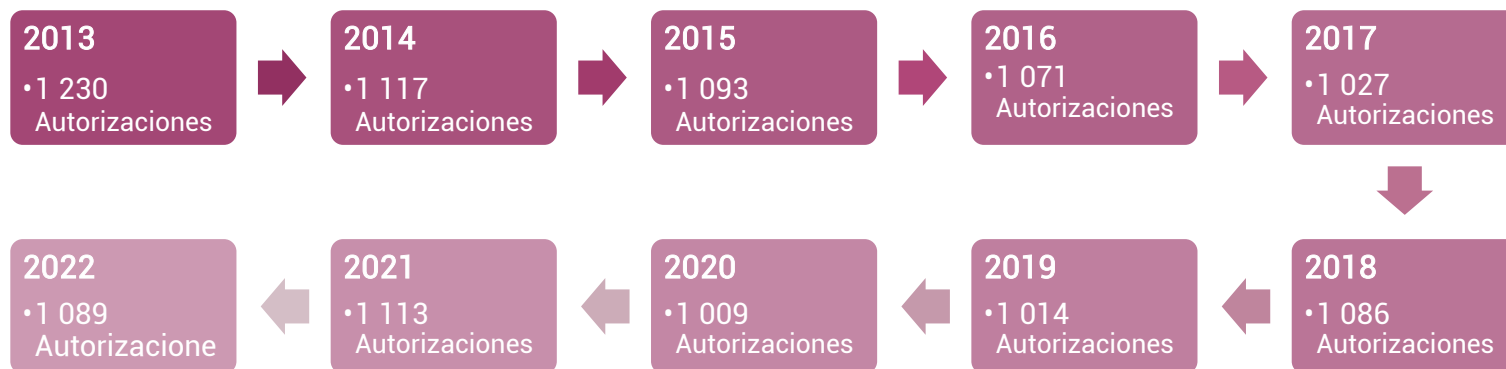 2013
•1 230
Autorizaciones
2014
•1 117
Autorizaciones
2015
•1 093
Autorizaciones
2016
•1 071
Autorizaciones
2017
•1 027
Autorizaciones
2018
•1 086
Autorizaciones
2019
•1 014
Autorizaciones
2020
•1 009
Autorizaciones
2021
•1 113
Autorizaciones
2022
•1 089
Autorizacione